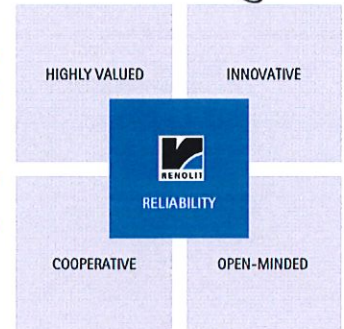 HIGHLY VALUED
INNOVATIVE
RENOLIT
RELIABILITY
COOPERATIVE
OPEN-MINDED